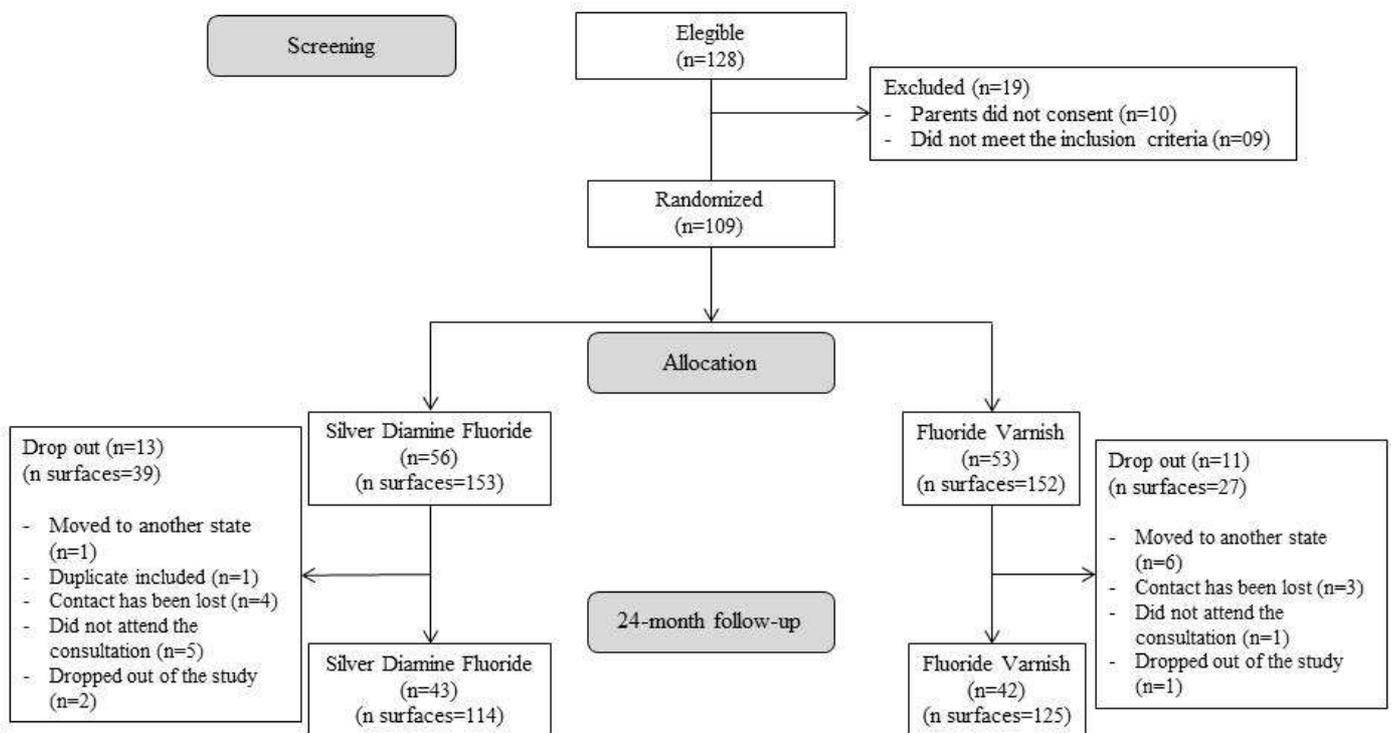 Screening
Elegible
(n=128)
Excluded (n=19)
- Parents did not consent (n=10)
- Did not meet the inclusion criteria (n=09)
Randomized
(n=109)
Allocation
Silver Diamine Fluoride
(n=56)
(n surfaces=153)
Fluoride Varnish
(n=53)
(n surfaces=152)
Drop out (n=13)
(n surfaces=39)
- Moved to another state
(n=1)
- Duplicate included (n=1)
- Contact has been lost (n=4)
- Did not attend the
consultation (n=5)
- Dropped out of the study
(n=2)
Drop out (n=11)
(n surfaces=27)
- Moved to another state
(n=6)
- Contact has been lost (n=3)
- Did not attend the
consultation (n=1)
- Dropped out of the study
(n=1)
24-month follow-up
Silver Diamine Fluoride
(n=43)
(n surfaces=114)
Fluoride Varnish
(n=42)
(n surfaces=125)